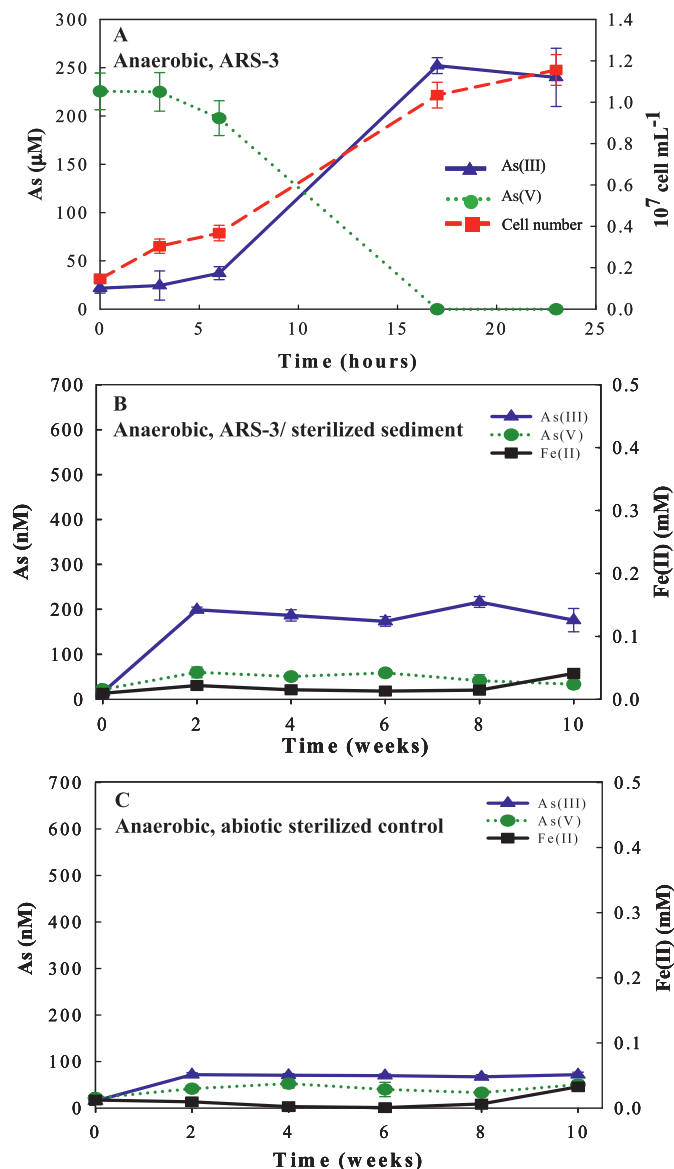 A
Anaerobic, ARS-3
300
250
200
150
100
50
0
As (μM)
1.4
1.2
1.0
0.8
0.6
0.4
0.2
0.0
10⁷ cell mL⁻¹
As(III)
As(V)
Cell number
0 5 10 15 20 25
Time (hours)
B
Anaerobic, ARS-3/ sterilized sediment
700
600
500
400
300
200
100
0
As (nM)
0.5
0.4
0.3
0.2
0.1
0.0
Fe(II) (mM)
As(III)
As(V)
Fe(II)
0 2 4 6 8 10
Time (weeks)
C
Anaerobic, abiotic sterilized control
700
600
500
400
300
200
100
0
As (nM)
0.5
0.4
0.3
0.2
0.1
0.0
Fe(II) (mM)
As(III)
As(V)
Fe(II)
0 2 4 6 8 10
Time (weeks)